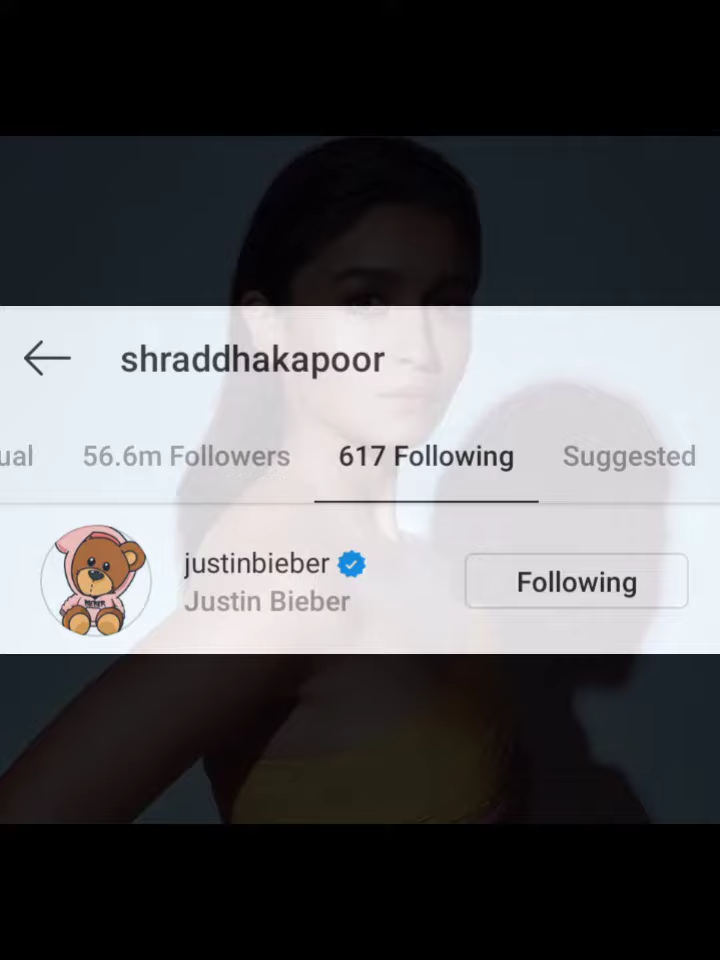 shraddhakapoor
ual 56.6m Followers 617 Following Suggested
justinbieber
Justin Bieber
Following